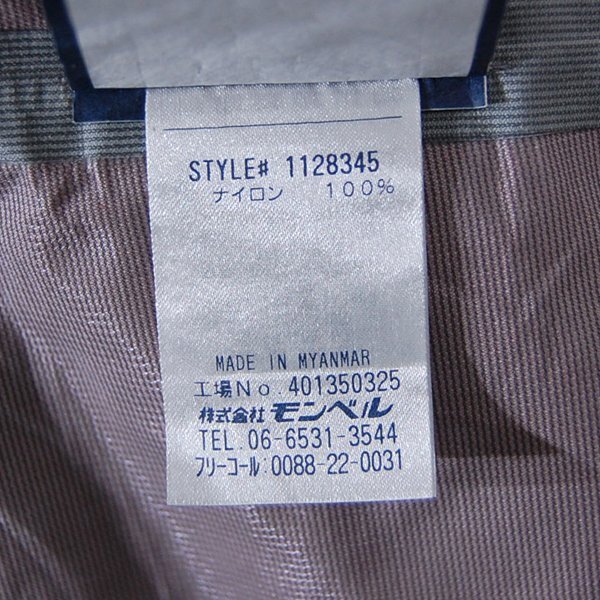 STYLE# 1128345
ナイロン 100%
MADE IN MYANMAR
工場No. 401350325
株式会社 モンベル
TEL. 06-6531-3544
フリーコール:0088-22-0031